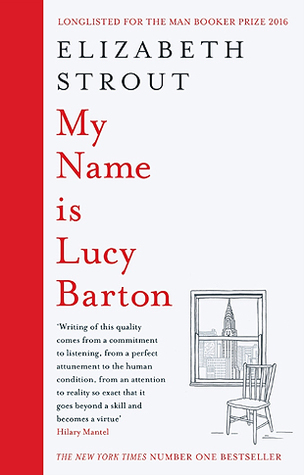 LONGLISTED FOR THE MAN BOOKER PRIZE 2016
ELIZABETH
STROUT
My
Name
is
Lucy
Barton
‘Writing of this quality
comes from a commitment
to listening, from a perfect
attunement to the human
condition, from an attention
to reality so exact that it
goes beyond a skill and
becomes a virtue’
Hilary Mantel
THE NEW YORK TIMES NUMBER ONE BESTSELLER